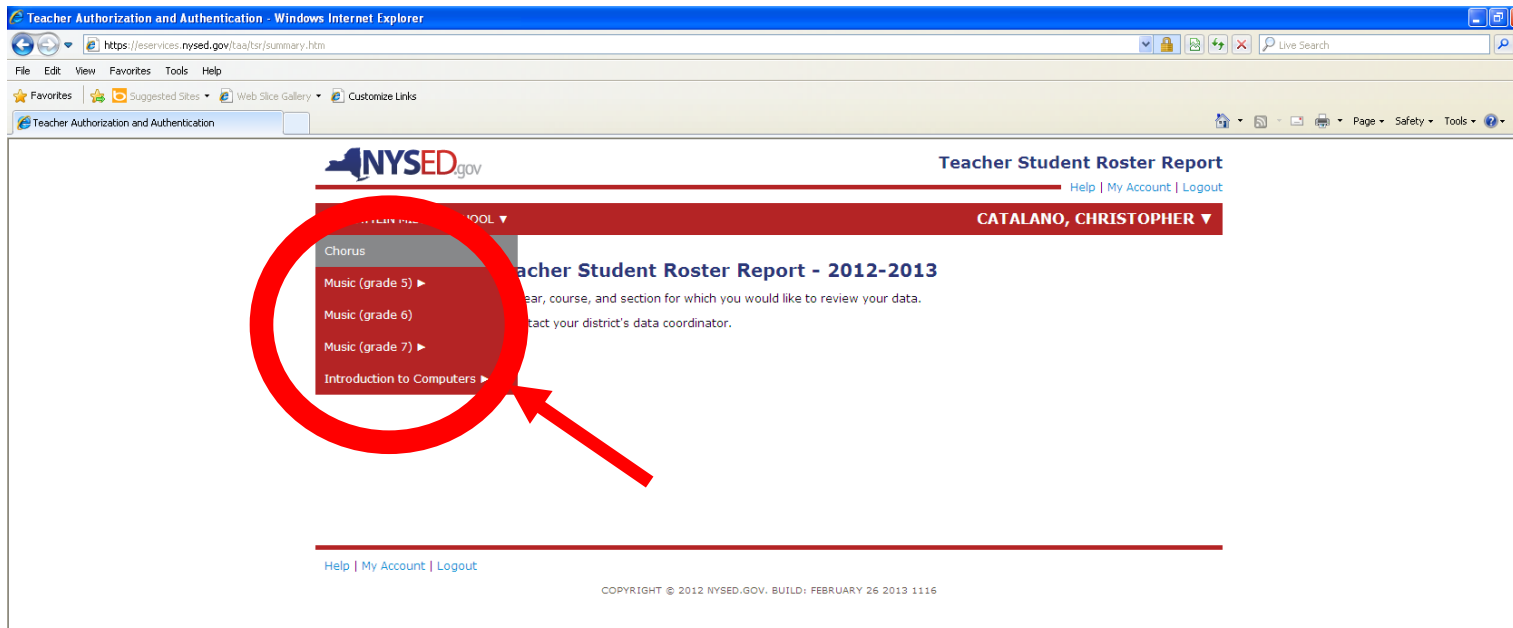 Teacher Authorization and Authentication - Windows Internet Explorer
https://eservices.nysed.gov/taa/tsr/summary.htm
Live Search
File Edit View Favorites Tools Help
Favorites Suggested Sites Web Slice Gallery Customize Links
Teacher Authorization and Authentication
Page Safety Tools
NYSED.gov
Teacher Student Roster Report
Help | My Account | Logout
CATALANO, CHRISTOPHER ▼
Chorus
Student Roster Report - 2012-2013
Music (grade 5) ►
course, and section for which you would like to review your data.
Music (grade 6)
your district's data coordinator.
Music (grade 7) ►
Introduction to Computers ►
Help | My Account | Logout
COPYRIGHT © 2012 NYSED.GOV. BUILD: FEBRUARY 26 2013 1116